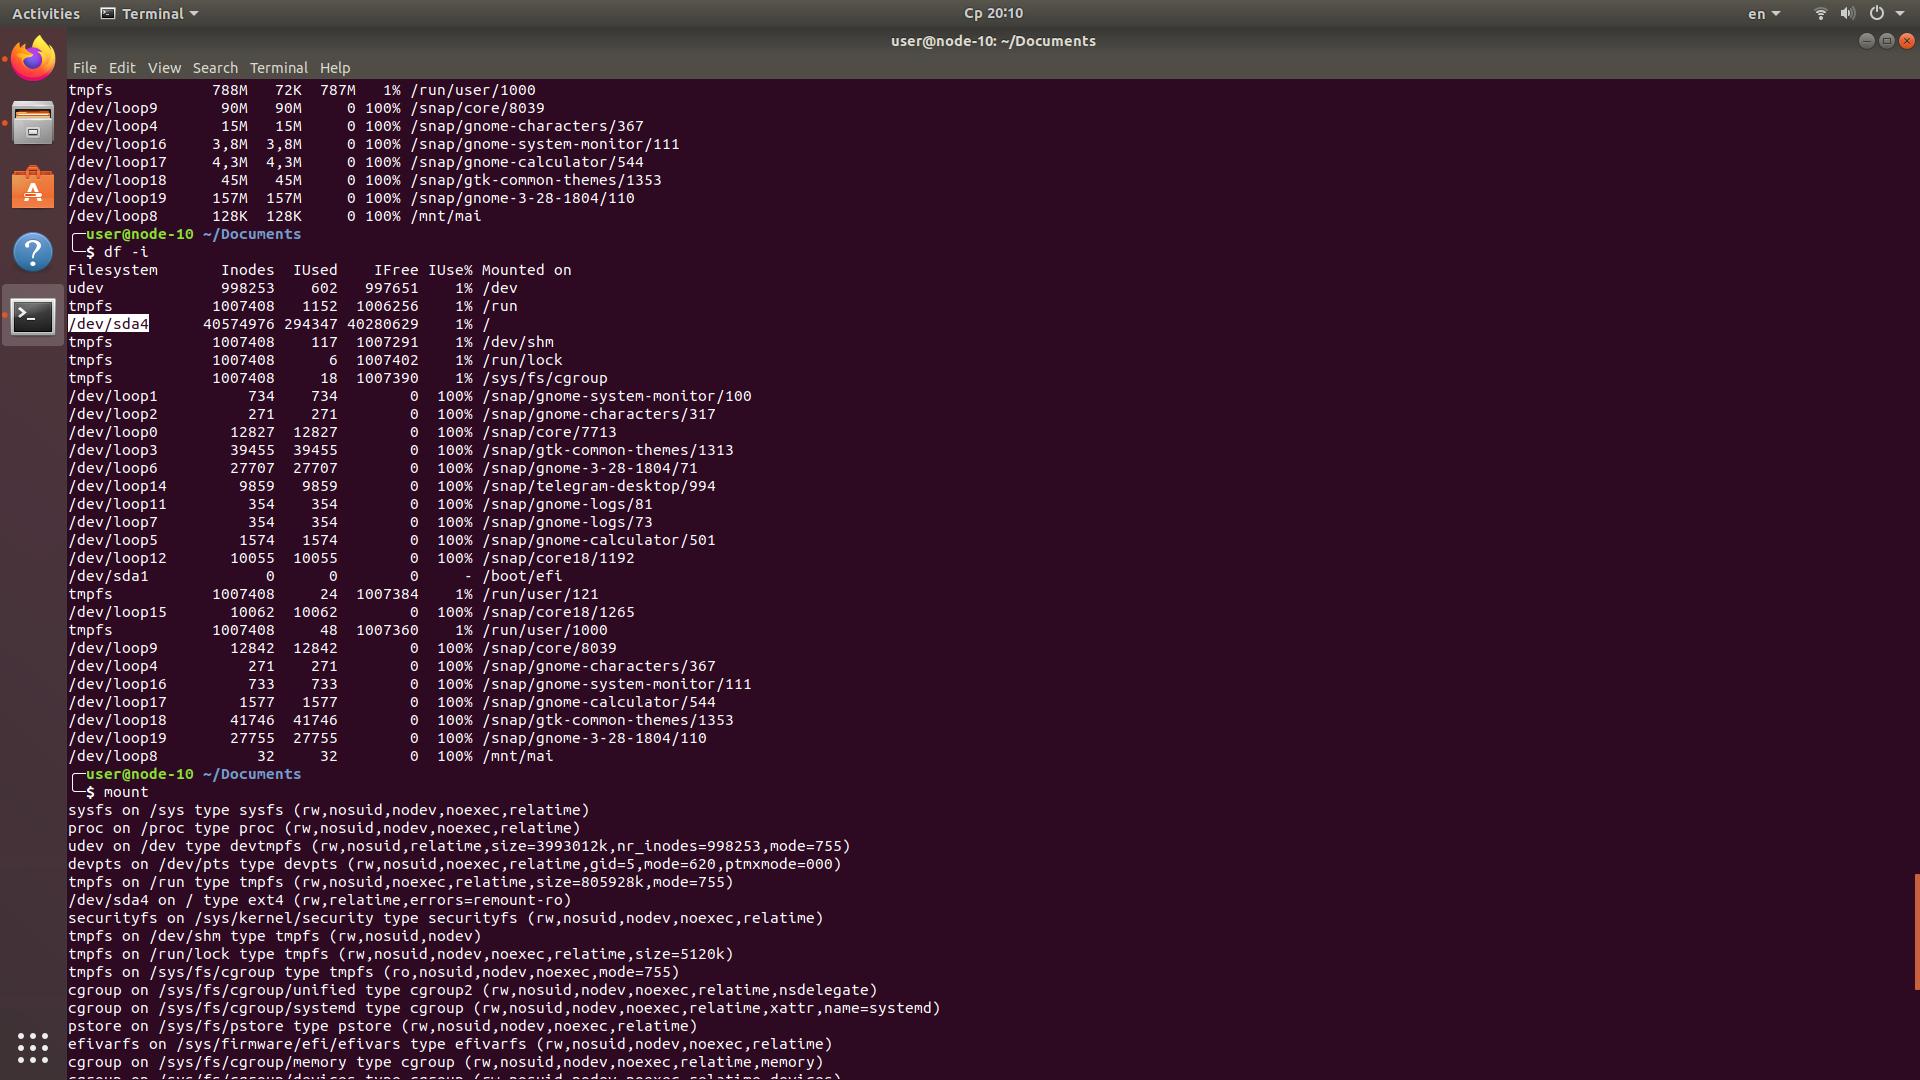 Activities Terminal Ср 20:10 en
user@node-10: ~/Documents
File Edit View Search Terminal Help
tmpfs 788M 72K 787M 1% /run/user/1000
/dev/loop9 90M 90M 0 100% /snap/core/8039
/dev/loop4 15M 15M 0 100% /snap/gnome-characters/367
/dev/loop16 3,8M 3,8M 0 100% /snap/gnome-system-monitor/111
/dev/loop17 4,3M 4,3M 0 100% /snap/gnome-calculator/544
/dev/loop18 45M 45M 0 100% /snap/gtk-common-themes/1353
/dev/loop19 157M 157M 0 100% /snap/gnome-3-28-1804/110
/dev/loop8 128K 128K 0 100% /mnt/mai
user@node-10 ~/Documents
$ df -i
Filesystem Inodes IUsed IFree IUse% Mounted on
udev 998253 602 997651 1% /dev
tmpfs 1007408 1152 1006256 1% /run
/dev/sda4 40574976 294347 40280629 1% /
tmpfs 1007408 117 1007291 1% /dev/shm
tmpfs 1007408 6 1007402 1% /run/lock
tmpfs 1007408 18 1007390 1% /sys/fs/cgroup
/dev/loop1 734 734 0 100% /snap/gnome-system-monitor/100
/dev/loop2 271 271 0 100% /snap/gnome-characters/317
/dev/loop0 12827 12827 0 100% /snap/core/7713
/dev/loop3 39455 39455 0 100% /snap/gtk-common-themes/1313
/dev/loop6 27707 27707 0 100% /snap/gnome-3-28-1804/71
/dev/loop14 9859 9859 0 100% /snap/telegram-desktop/994
/dev/loop11 354 354 0 100% /snap/gnome-logs/81
/dev/loop7 354 354 0 100% /snap/gnome-logs/73
/dev/loop5 1574 1574 0 100% /snap/gnome-calculator/501
/dev/loop12 10055 10055 0 100% /snap/core18/1192
/dev/sda1 0 0 0 - /boot/efi
tmpfs 1007408 24 1007384 1% /run/user/121
/dev/loop15 10062 10062 0 100% /snap/core18/1265
tmpfs 1007408 48 1007360 1% /run/user/1000
/dev/loop9 12842 12842 0 100% /snap/core/8039
/dev/loop4 271 271 0 100% /snap/gnome-characters/367
/dev/loop16 733 733 0 100% /snap/gnome-system-monitor/111
/dev/loop17 1577 1577 0 100% /snap/gnome-calculator/544
/dev/loop18 41746 41746 0 100% /snap/gtk-common-themes/1353
/dev/loop19 27755 27755 0 100% /snap/gnome-3-28-1804/110
/dev/loop8 32 32 0 100% /mnt/mai
user@node-10 ~/Documents
$ mount
sysfs on /sys type sysfs (rw,nosuid,nodev,noexec,relatime)
proc on /proc type proc (rw,nosuid,nodev,noexec,relatime)
udev on /dev type devtmpfs (rw,nosuid,relatime,size=3993012k,nr_inodes=998253,mode=755)
devpts on /dev/pts type devpts (rw,nosuid,noexec,relatime,gid=5,mode=620,ptmxmode=000)
tmpfs on /run type tmpfs (rw,nosuid,noexec,relatime,size=805928k,mode=755)
/dev/sda4 on / type ext4 (rw,relatime,errors=remount-ro)
securityfs on /sys/kernel/security type securityfs (rw,nosuid,nodev,noexec,relatime)
tmpfs on /dev/shm type tmpfs (rw,nosuid,nodev)
tmpfs on /run/lock type tmpfs (rw,nosuid,nodev,noexec,relatime,size=5120k)
tmpfs on /sys/fs/cgroup type tmpfs (ro,nosuid,nodev,noexec,mode=755)
cgroup on /sys/fs/cgroup/unified type cgroup2 (rw,nosuid,nodev,noexec,relatime,nsdelegate)
cgroup on /sys/fs/cgroup/systemd type cgroup (rw,nosuid,nodev,noexec,relatime,xattr,name=systemd)
pstore on /sys/fs/pstore type pstore (rw,nosuid,nodev,noexec,relatime)
efivarfs on /sys/firmware/efi/efivars type efivarfs (rw,nosuid,nodev,noexec,relatime)
cgroup on /sys/fs/cgroup/memory type cgroup (rw,nosuid,nodev,noexec,relatime,memory)
cgroup on /sys/fs/cgroup/devices type cgroup (rw,nosuid,nodev,noexec,relatime,devices)